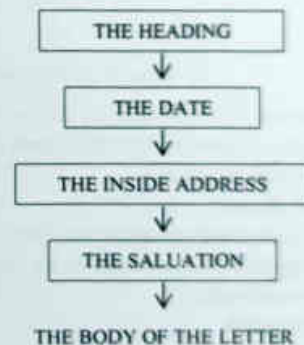 THE HEADING
THE DATE
THE INSIDE ADDRESS
THE SALUATION
THE BODY OF THE LETTER